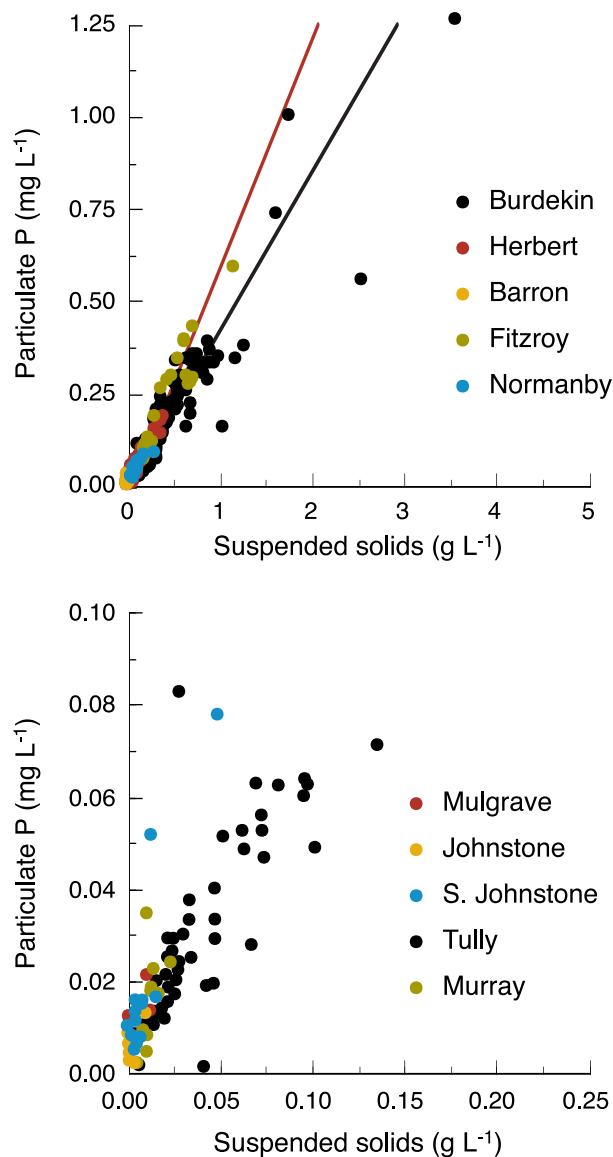 1.25
1.00
0.75
0.50
0.25
0.00
Particulate P (mg L-1)
Burdekin
Herbert
Barron
Fitzroy
Normanby
0 1 2 3 4 5
Suspended solids (g L-1)
0.10
0.08
0.06
0.04
0.02
0.00
Particulate P (mg L-1)
Mulgrave
Johnstone
S. Johnstone
Tully
Murray
0.00 0.05 0.10 0.15 0.20 0.25
Suspended solids (g L-1)